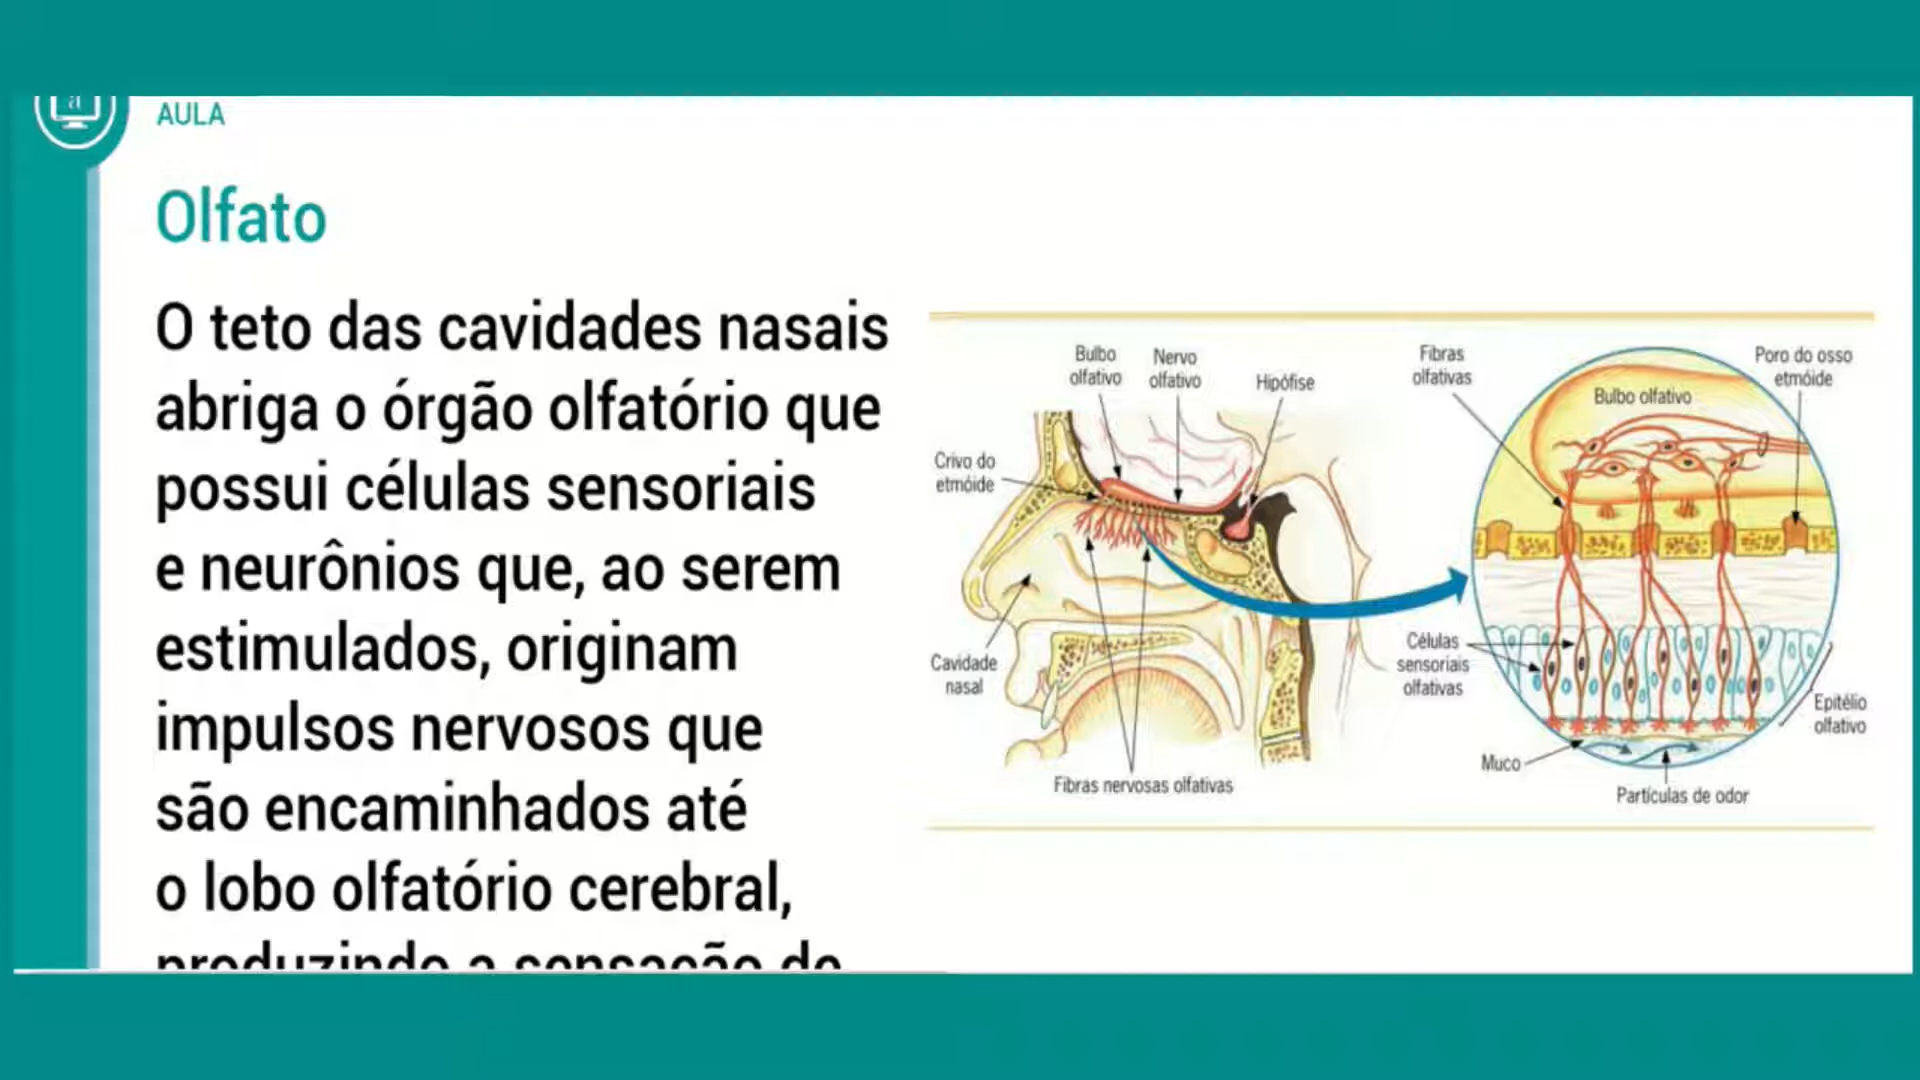 AULA
Olfato
O teto das cavidades nasais
abriga o órgão olfatório que
possui células sensoriais
e neurônios que, ao serem
estimulados, originam
impulsos nervosos que
são encaminhados até
o lobo olfatório cerebral,
produzindo a sensação de
Bulbo
olfativo
Nervo
olfativo
Hipófise
Crivo do
etmóide
Cavidade
nasal
Fibras nervosas olfativas
Fibras
olfativas
Bulbo olfativo
Poro do osso
etmóide
Células
sensoriais
olfativas
Epitélio
olfativo
Muco
Partículas de odor